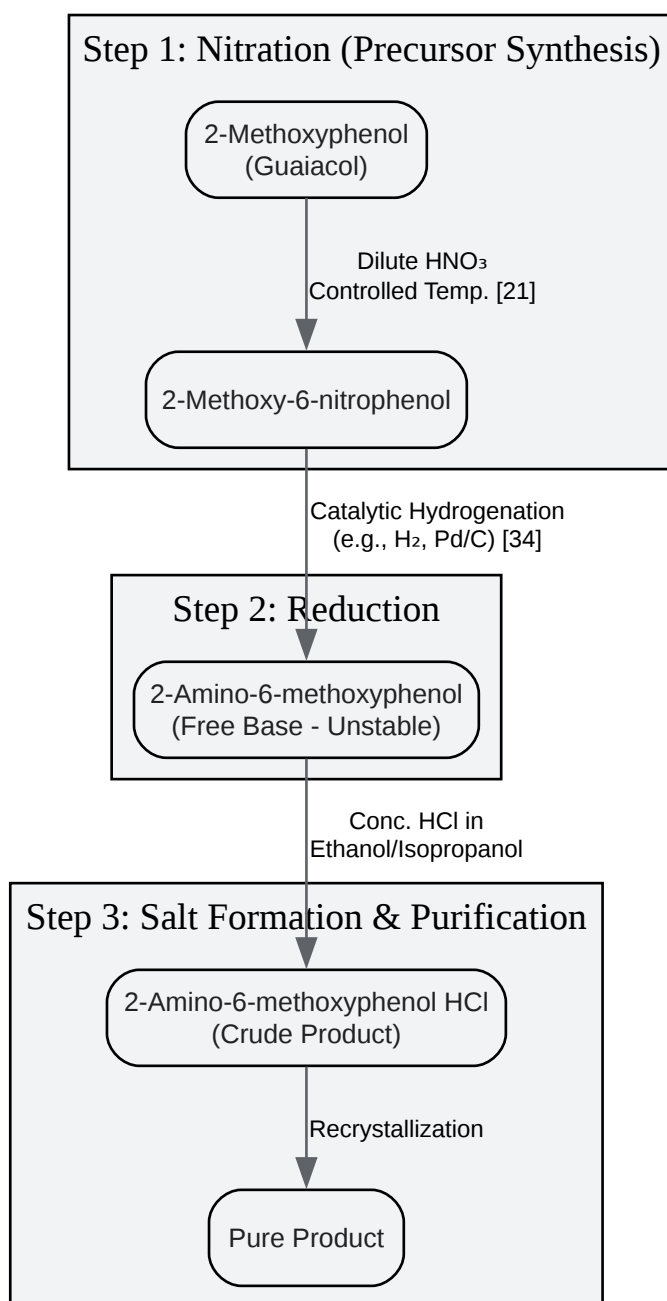 Step 1: Nitration (Precursor Synthesis)
2-Methoxyphenol
(Guaiacol)
Dilute HNO₃
Controlled Temp. [21]
2-Methoxy-6-nitrophenol
Catalytic Hydrogenation
(e.g., H₂, Pd/C) [34]
Step 2: Reduction
2-Amino-6-methoxyphenol
(Free Base - Unstable)
Conc. HCl in
Ethanol/Isopropanol
Step 3: Salt Formation & Purification
2-Amino-6-methoxyphenol HCl
(Crude Product)
Recrystallization
Pure Product